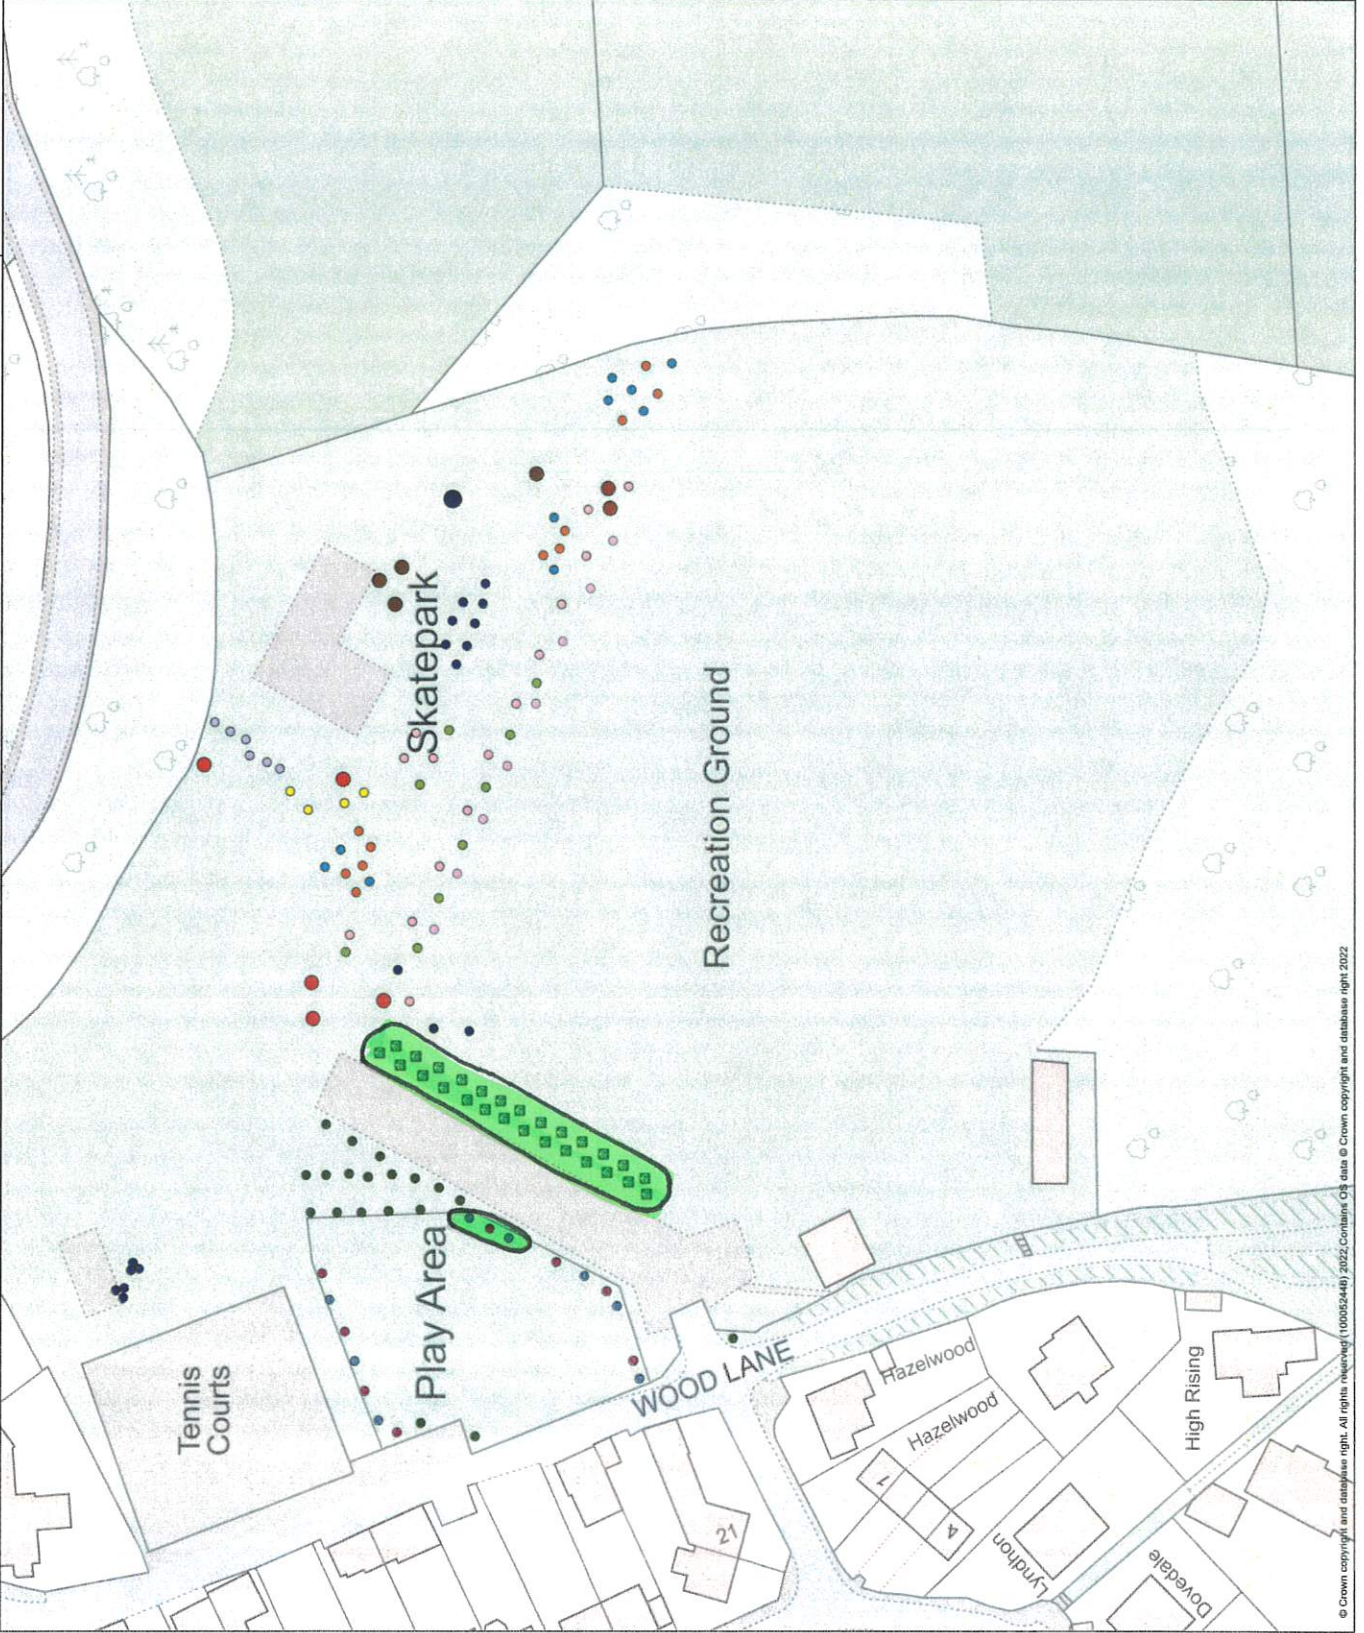 Skatepark
Recreation Ground
Tennis
Courts
Play Area
WOOD LANE
Hazelwood
Hazelwood
High Rising
1
4
21
Lyndhon
Dovedale
© Crown copyright and database right. All rights reserved (100052446) 2022 Contains OS data © Crown copyright and database right 2022